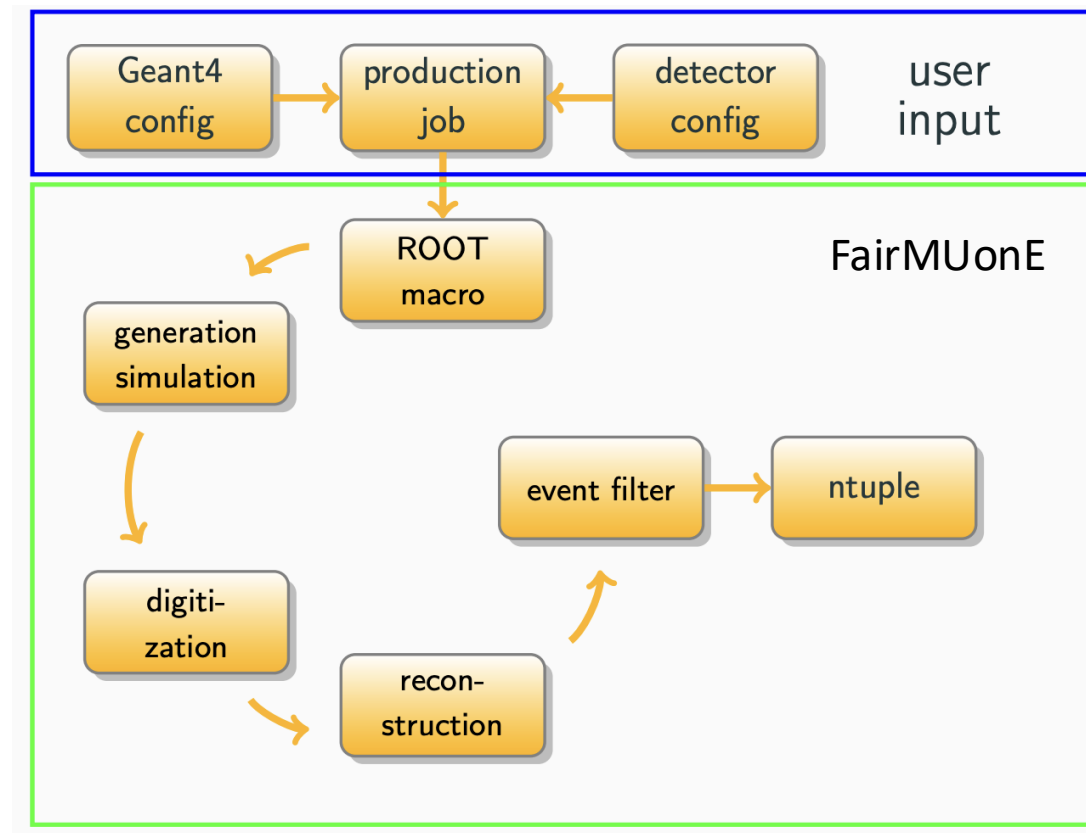 Geant4
config
production
job
detector
config
user
input
ROOT
macro
FairMUonE
generation
simulation
event filter
ntuple
digiti-
zation
recon-
struction